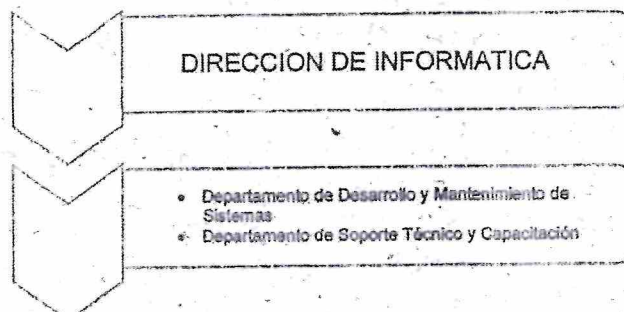 DIRECCION DE INFORMATICA
• Departamento de Desarrollo y Mantenimiento de
Sistemas
• Departamento de Soporte Técnico y Capacitación